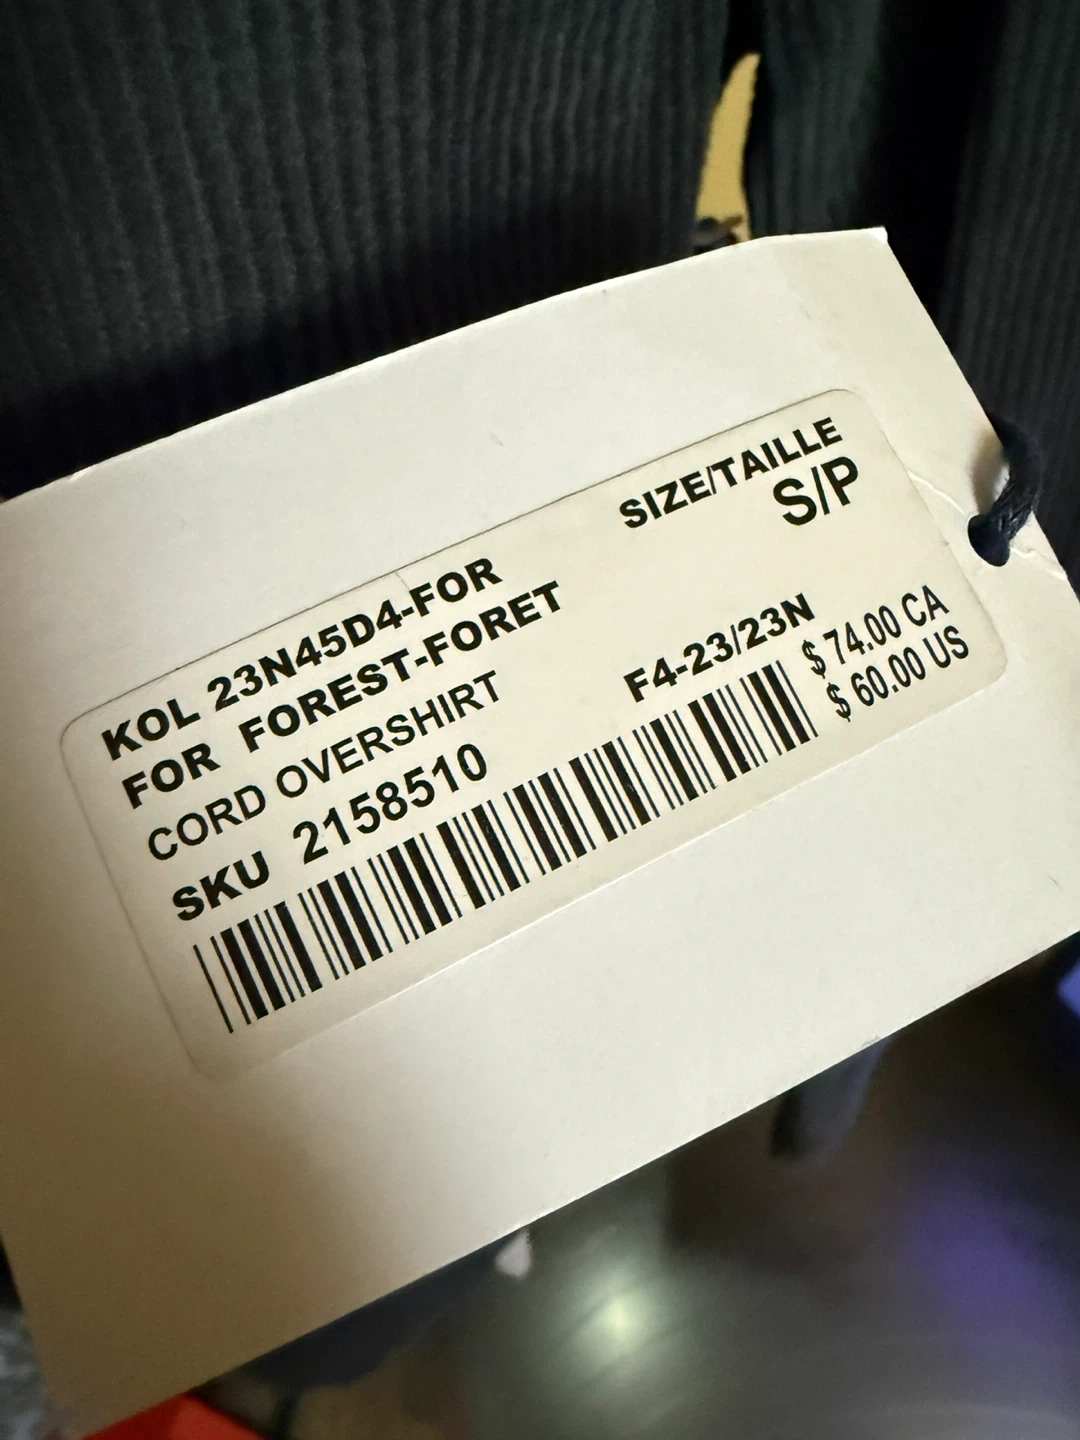 SIZE/TAILLE
S/P
KOL 23N45D4-FOR
FOR FOREST-FORET
CORD OVERSHIRT
F4-23/23N
SKU 2158510
$ 74.00 CA
$ 60.00 US